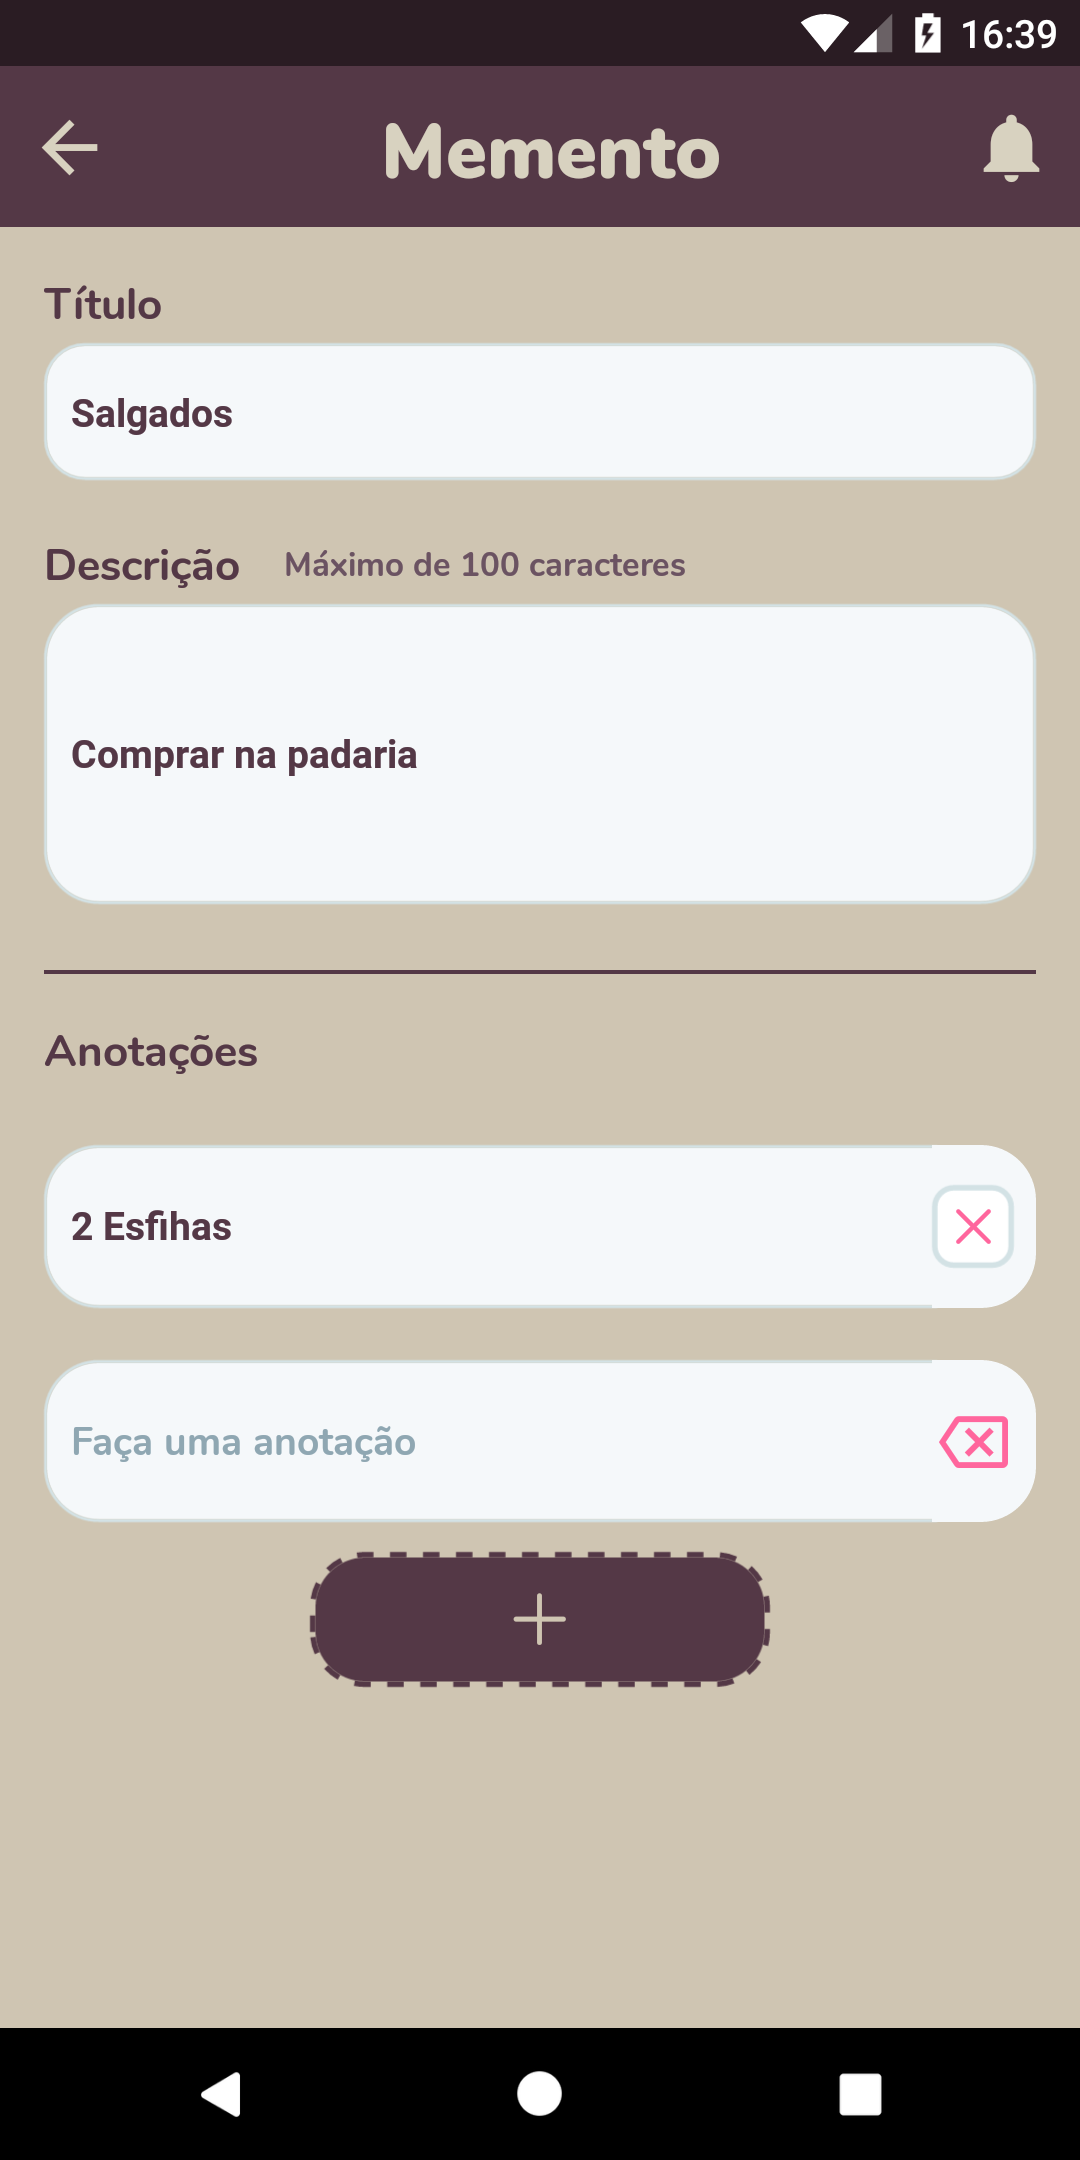 16:39
Memento
Título
Salgados
Descrição Máximo de 100 caracteres
Comprar na padaria
Anotações
2 Esfihas
Faça uma anotação